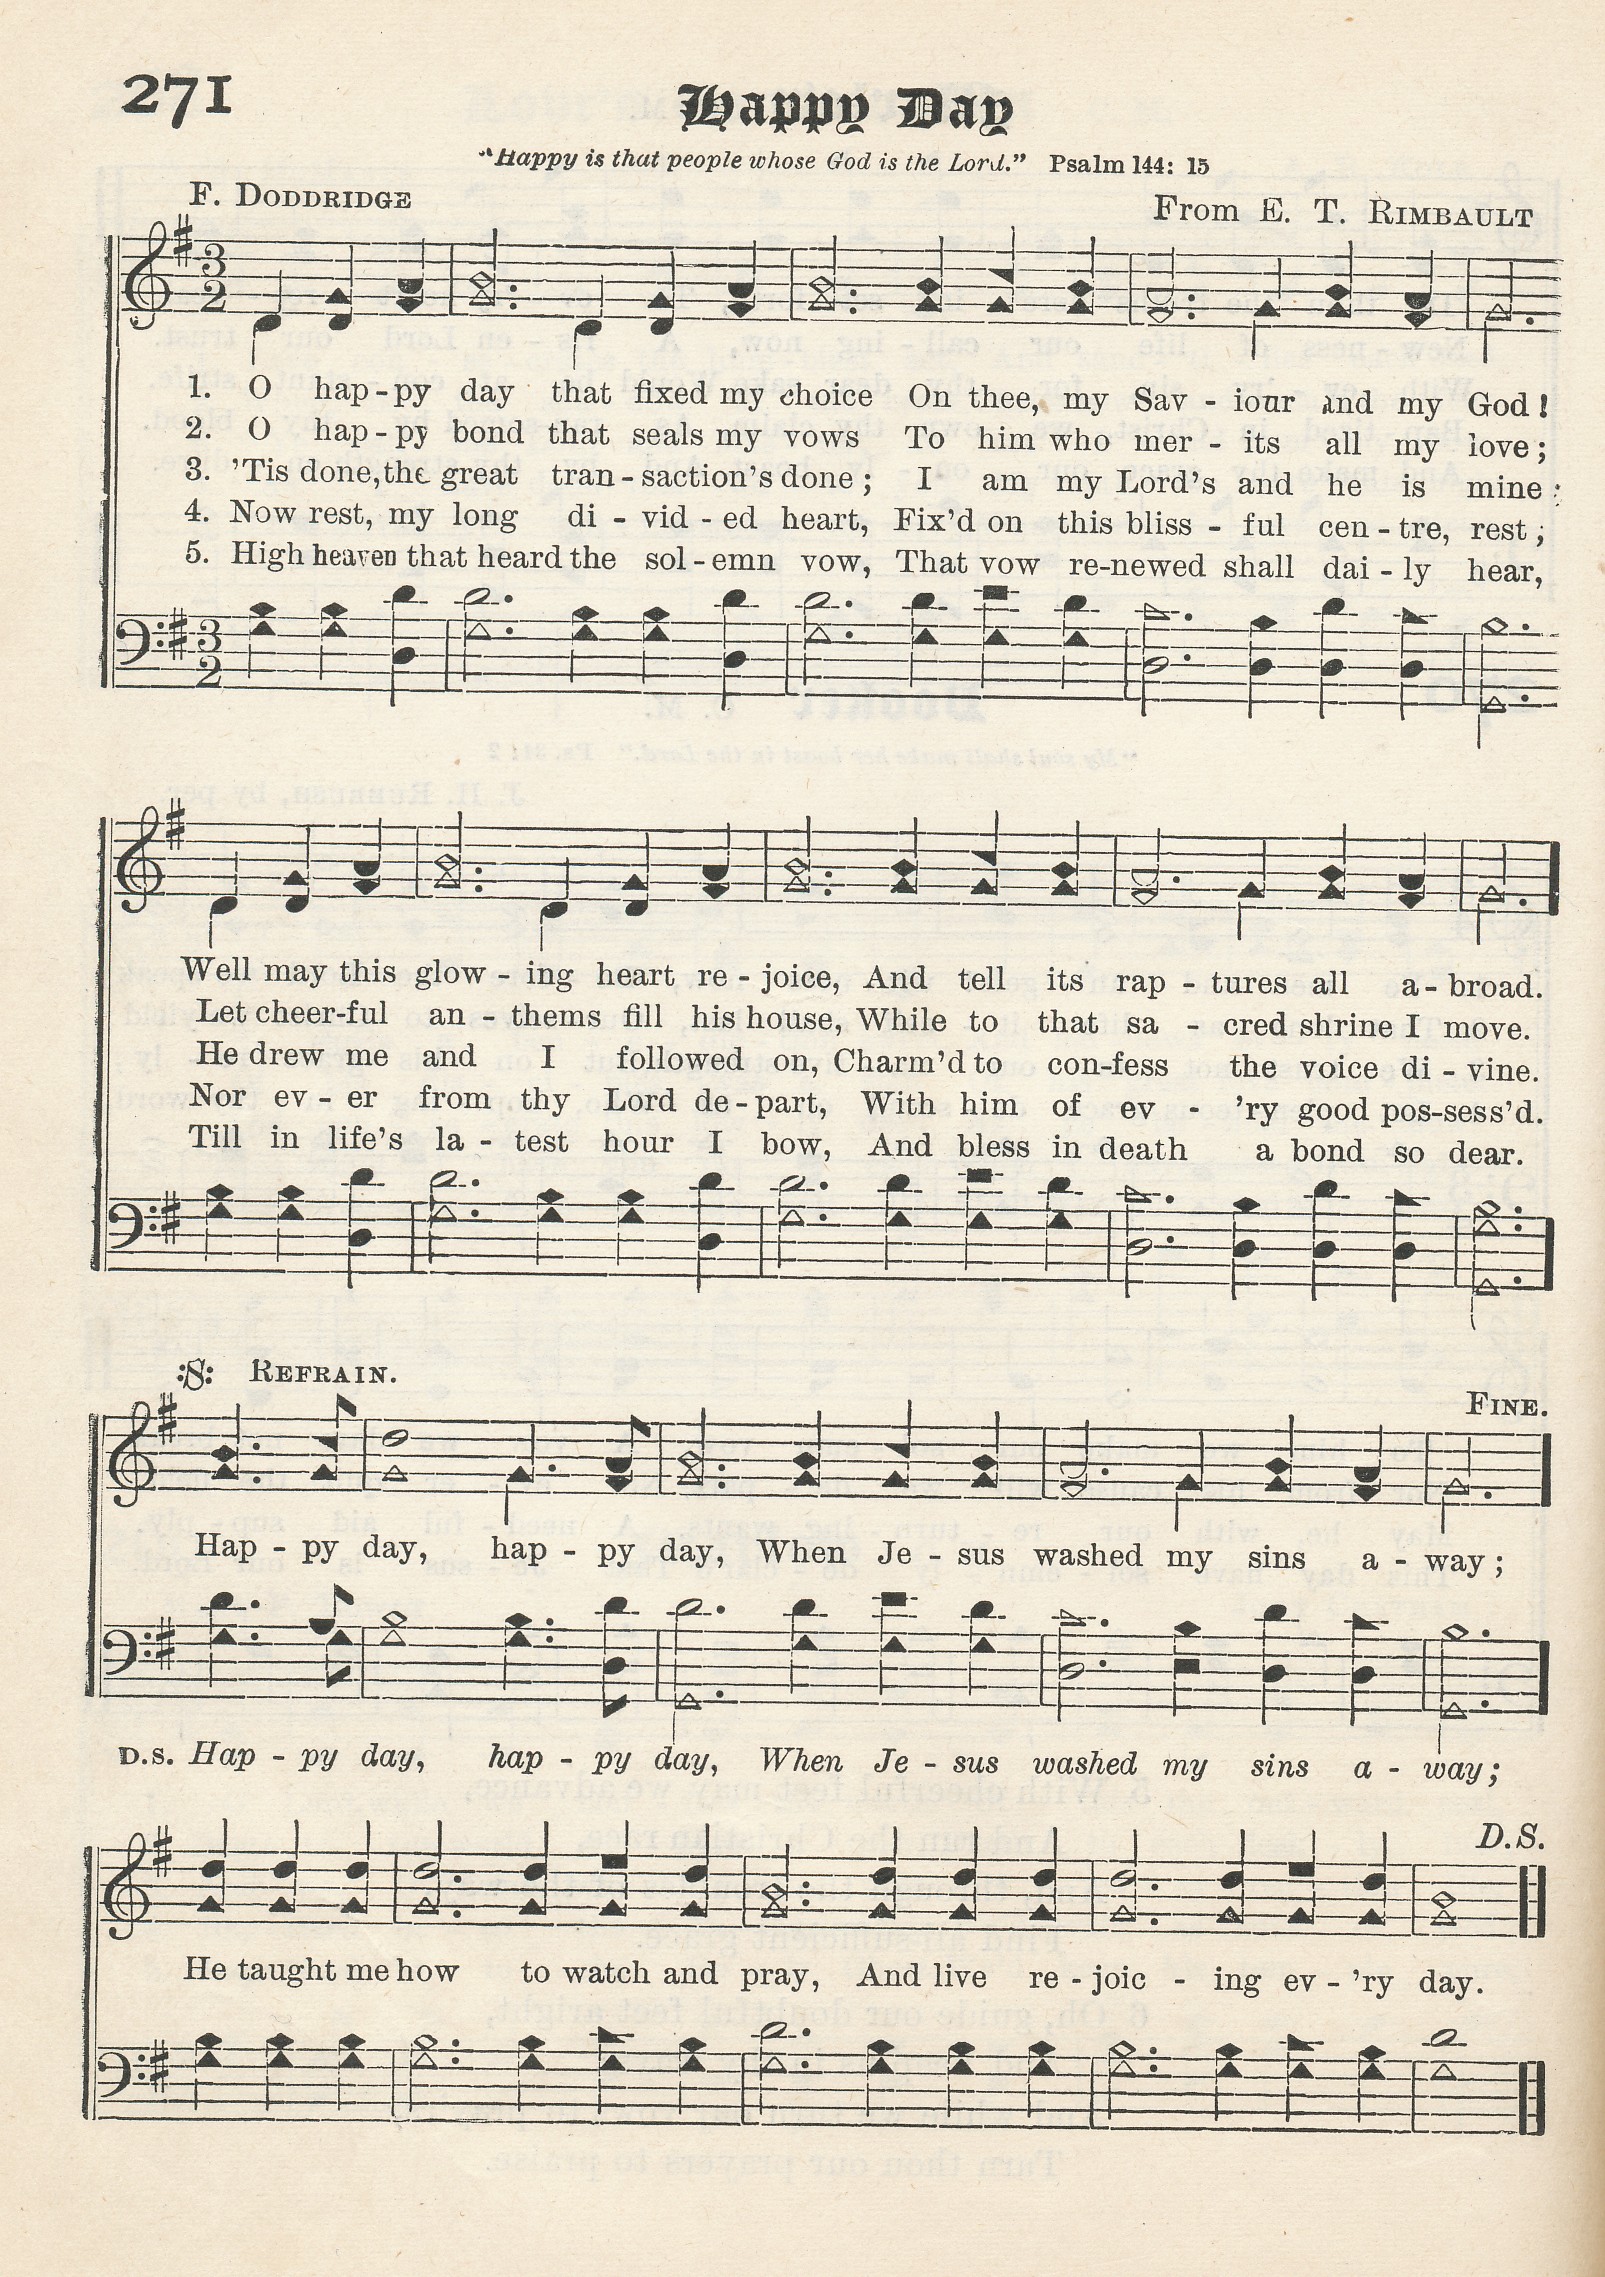 271
Happy Day
"Happy is that people whose God is the Lord." Psalm 144: 15
F. DODDRIDGE
From E. T. RIMBAULT
3
2
1. O hap-py day that fixed my choice On thee, my Sav - iour and my God!
2. O hap-py bond that seals my vows To him who mer - its all my love;
3. 'Tis done, the great tran-saction's done; I am my Lord's and he is mine:
4. Now rest, my long di - vid - ed heart, Fix'd on this bliss - ful cen-tre, rest;
5. High heaven that heard the sol-emn vow, That vow re-newed shall dai-ly hear,
3
2
Well may this glow - ing heart re - joice, And tell its rap - tures all a - broad.
Let cheer-ful an - thems fill his house, While to that sa - cred shrine I move.
He drew me and I followed on, Charm'd to con-fess the voice di - vine.
Nor ev - er from thy Lord de - part, With him of ev - 'ry good pos-sess'd.
Till in life's la - test hour I bow, And bless in death a bond so dear.
:S: REFRAIN.
FINE.
Hap - py day, hap - py day, When Je - sus washed my sins a - way;
D.S. Hap - py day, hap - py day, When Je - sus washed my sins a - way;
D.S.
He taught me how to watch and pray, And live re - joic - ing ev - 'ry day.